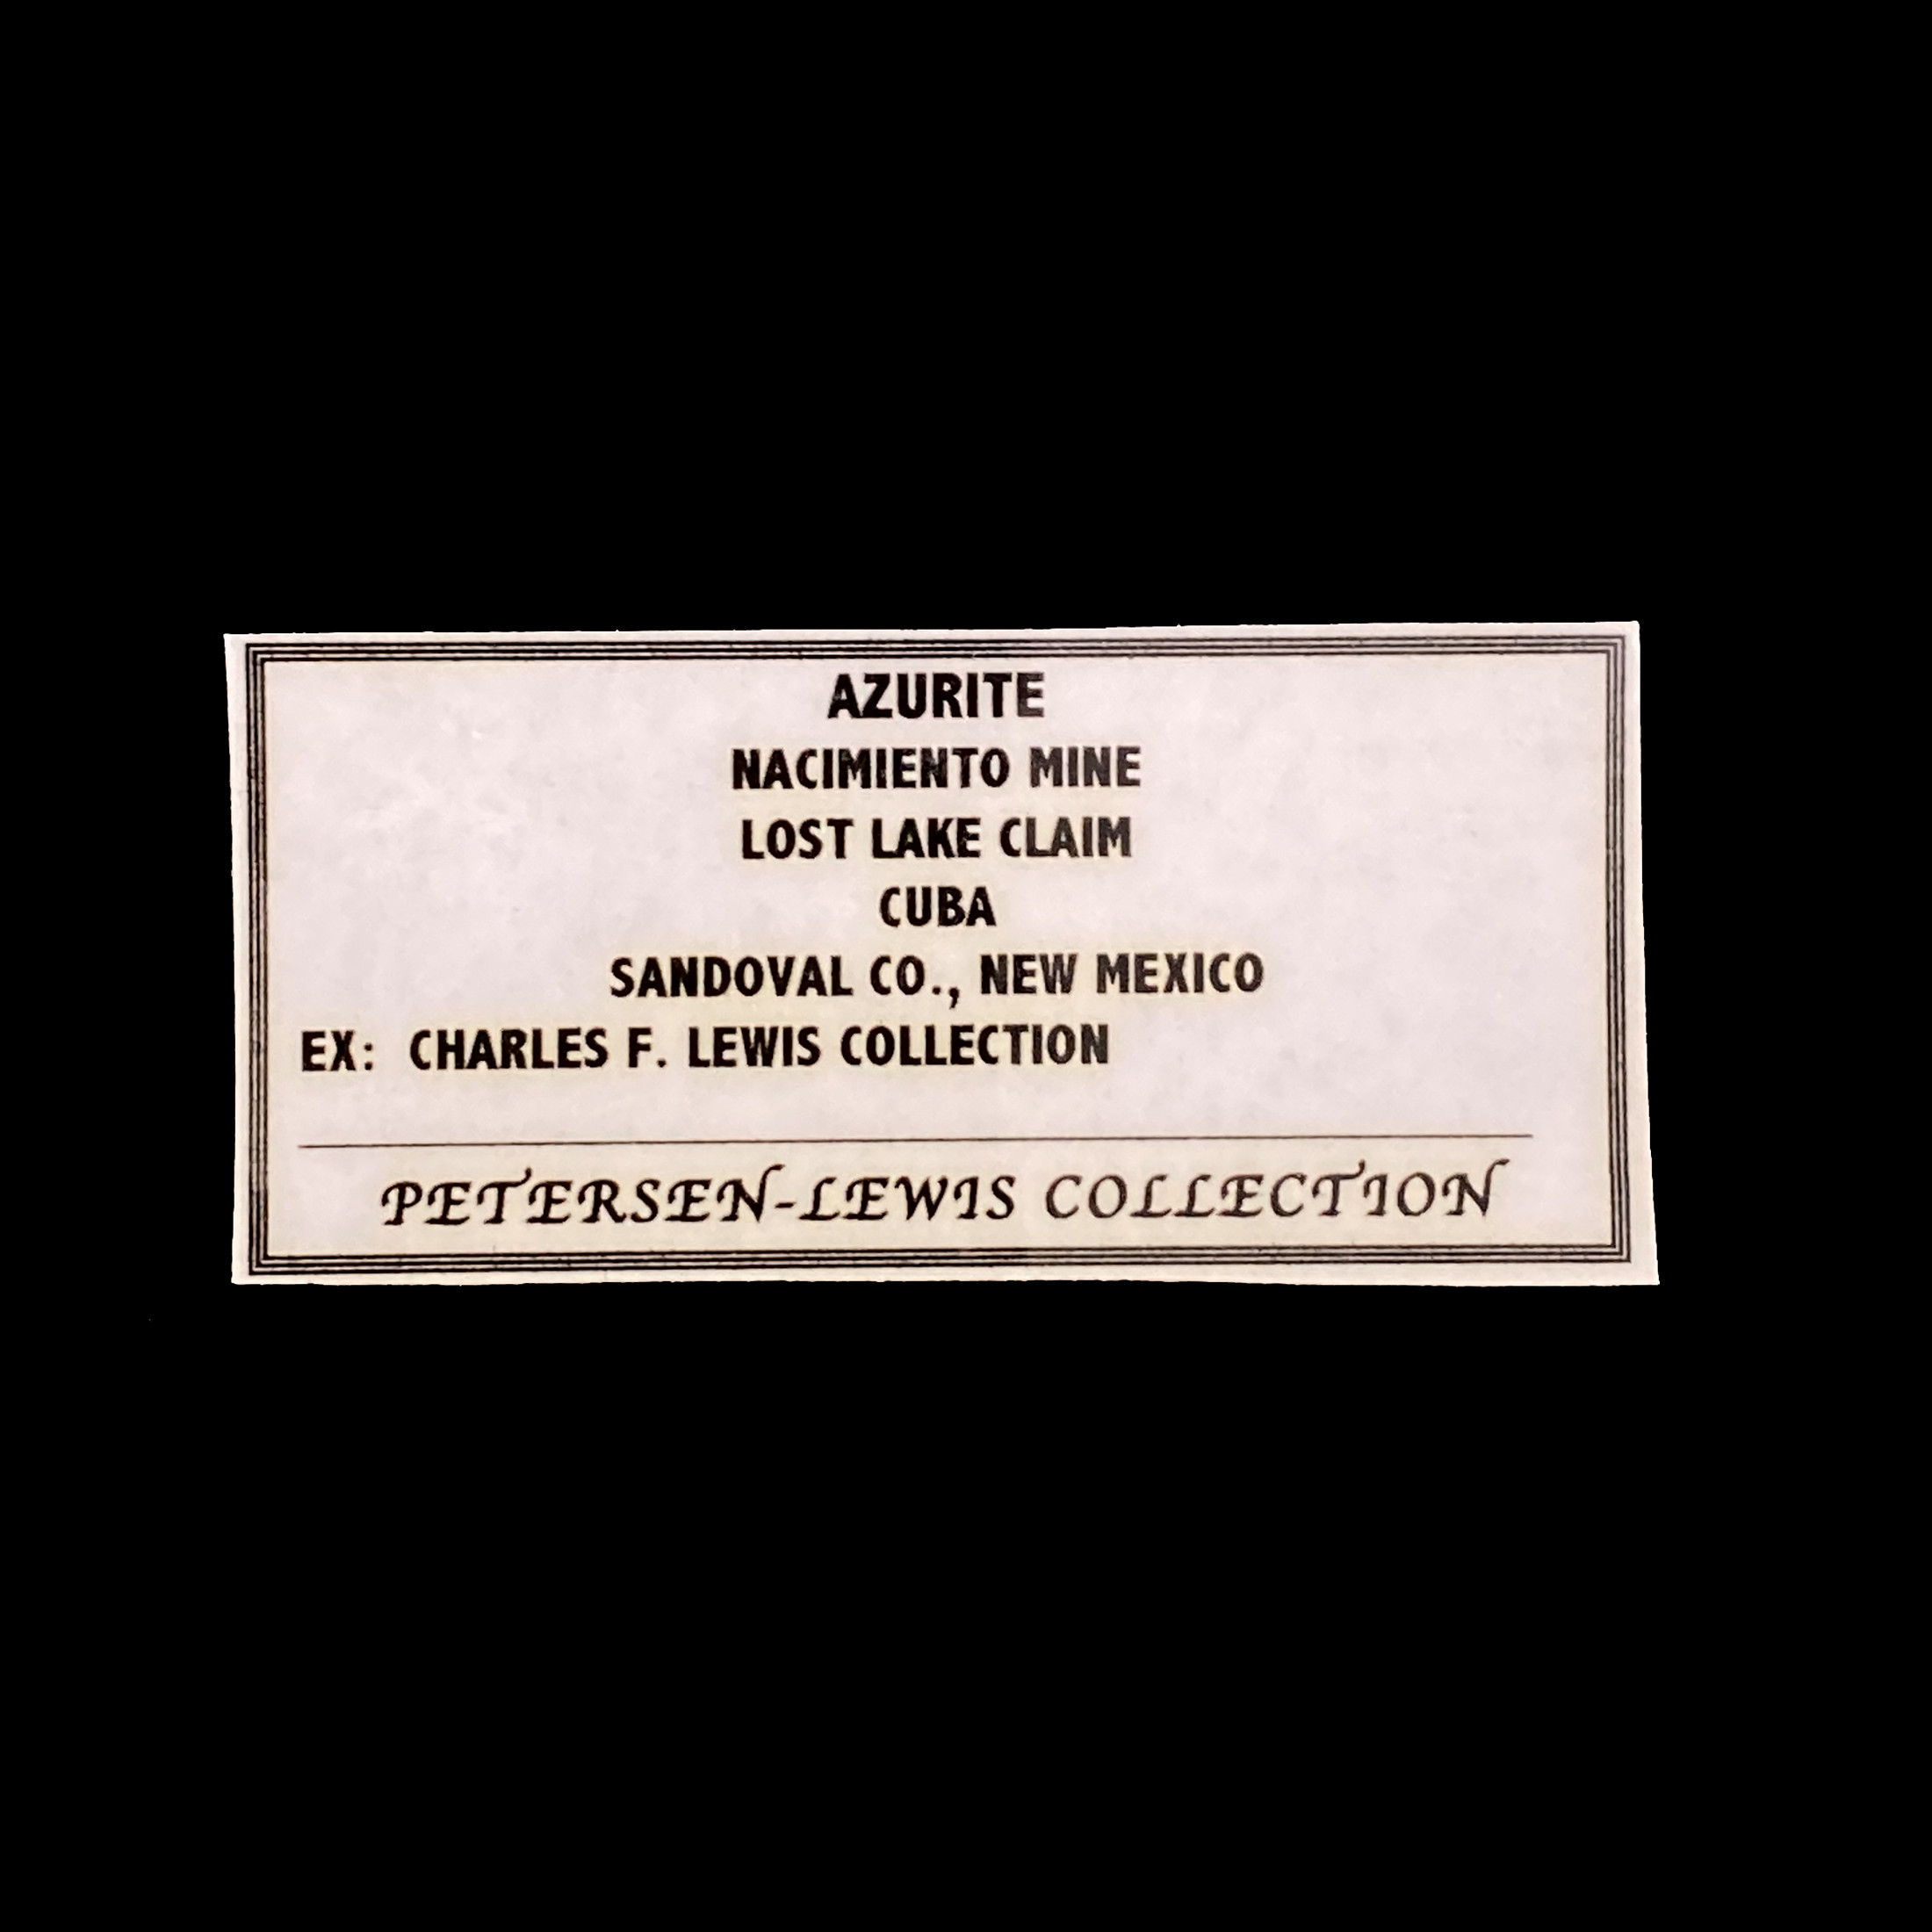 AZURITE
NACIMIENTO MINE
LOST LAKE CLAIM
CUBA
SANDOVAL CO., NEW MEXICO
EX: CHARLES F. LEWIS COLLECTION
PETERSEN-LEWIS COLLECTION